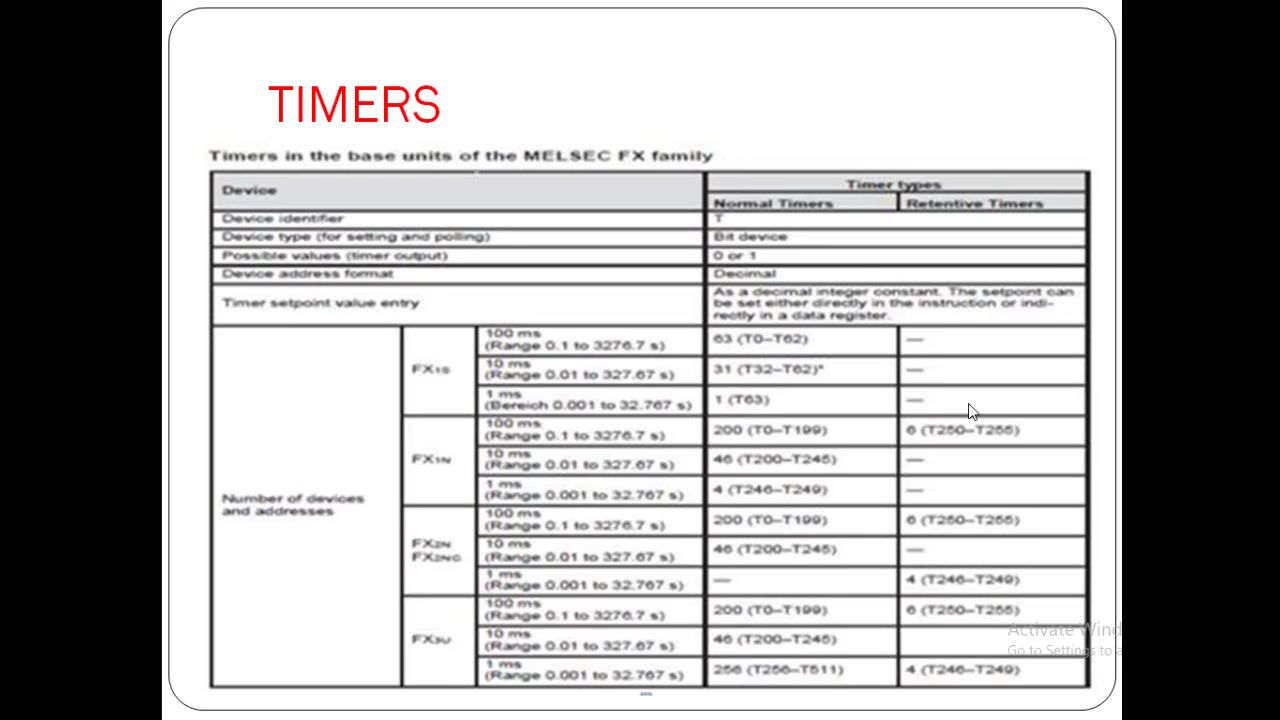 TIMERS
Timers in the base units of the MELSEC FX family
Device
Timer types
Normal Timers
Retentive Timers
Device identifier
T
Device type (for setting and polling)
Bit device
Possible values (timer output)
0 or 1
Device address format
Decimal
Timer setpoint value entry
As a decimal integer constant. The setpoint can
be set either directly in the instruction or indi-
rectly in a data register.
Number of devices
and addresses
FX1S
100 ms
(Range 0.1 to 3276.7 s)
63 (T0–T62)
—
10 ms
(Range 0.01 to 327.67 s)
31 (T32–T62)*
—
1 ms
(Bereich 0.001 to 32.767 s)
1 (T63)
—
FX1N
100 ms
(Range 0.1 to 3276.7 s)
200 (T0–T199)
6 (T250–T255)
10 ms
(Range 0.01 to 327.67 s)
46 (T200–T245)
—
1 ms
(Range 0.001 to 32.767 s)
4 (T246–T249)
—
FX2N
FX2NC
100 ms
(Range 0.1 to 3276.7 s)
200 (T0–T199)
6 (T250–T255)
10 ms
(Range 0.01 to 327.67 s)
46 (T200–T245)
—
1 ms
(Range 0.001 to 32.767 s)
—
4 (T246–T249)
FX3U
100 ms
(Range 0.1 to 3276.7 s)
200 (T0–T199)
6 (T250–T255)
10 ms
(Range 0.01 to 327.67 s)
46 (T200–T245)
1 ms
(Range 0.001 to 32.767 s)
256 (T256–T511)
4 (T246–T249)
Activate Wind
Go to Settings to a